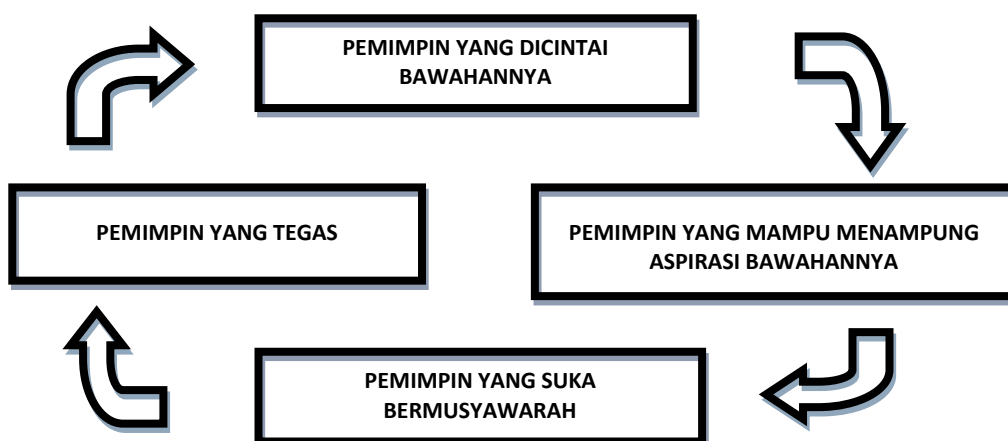 PEMIMPIN YANG DICINTAI
BAWAHANNYA
PEMIMPIN YANG TEGAS
PEMIMPIN YANG MAMPU MENAMPUNG
ASPIRASI BAWAHANNYA
PEMIMPIN YANG SUKA
BERMUSYAWARAH